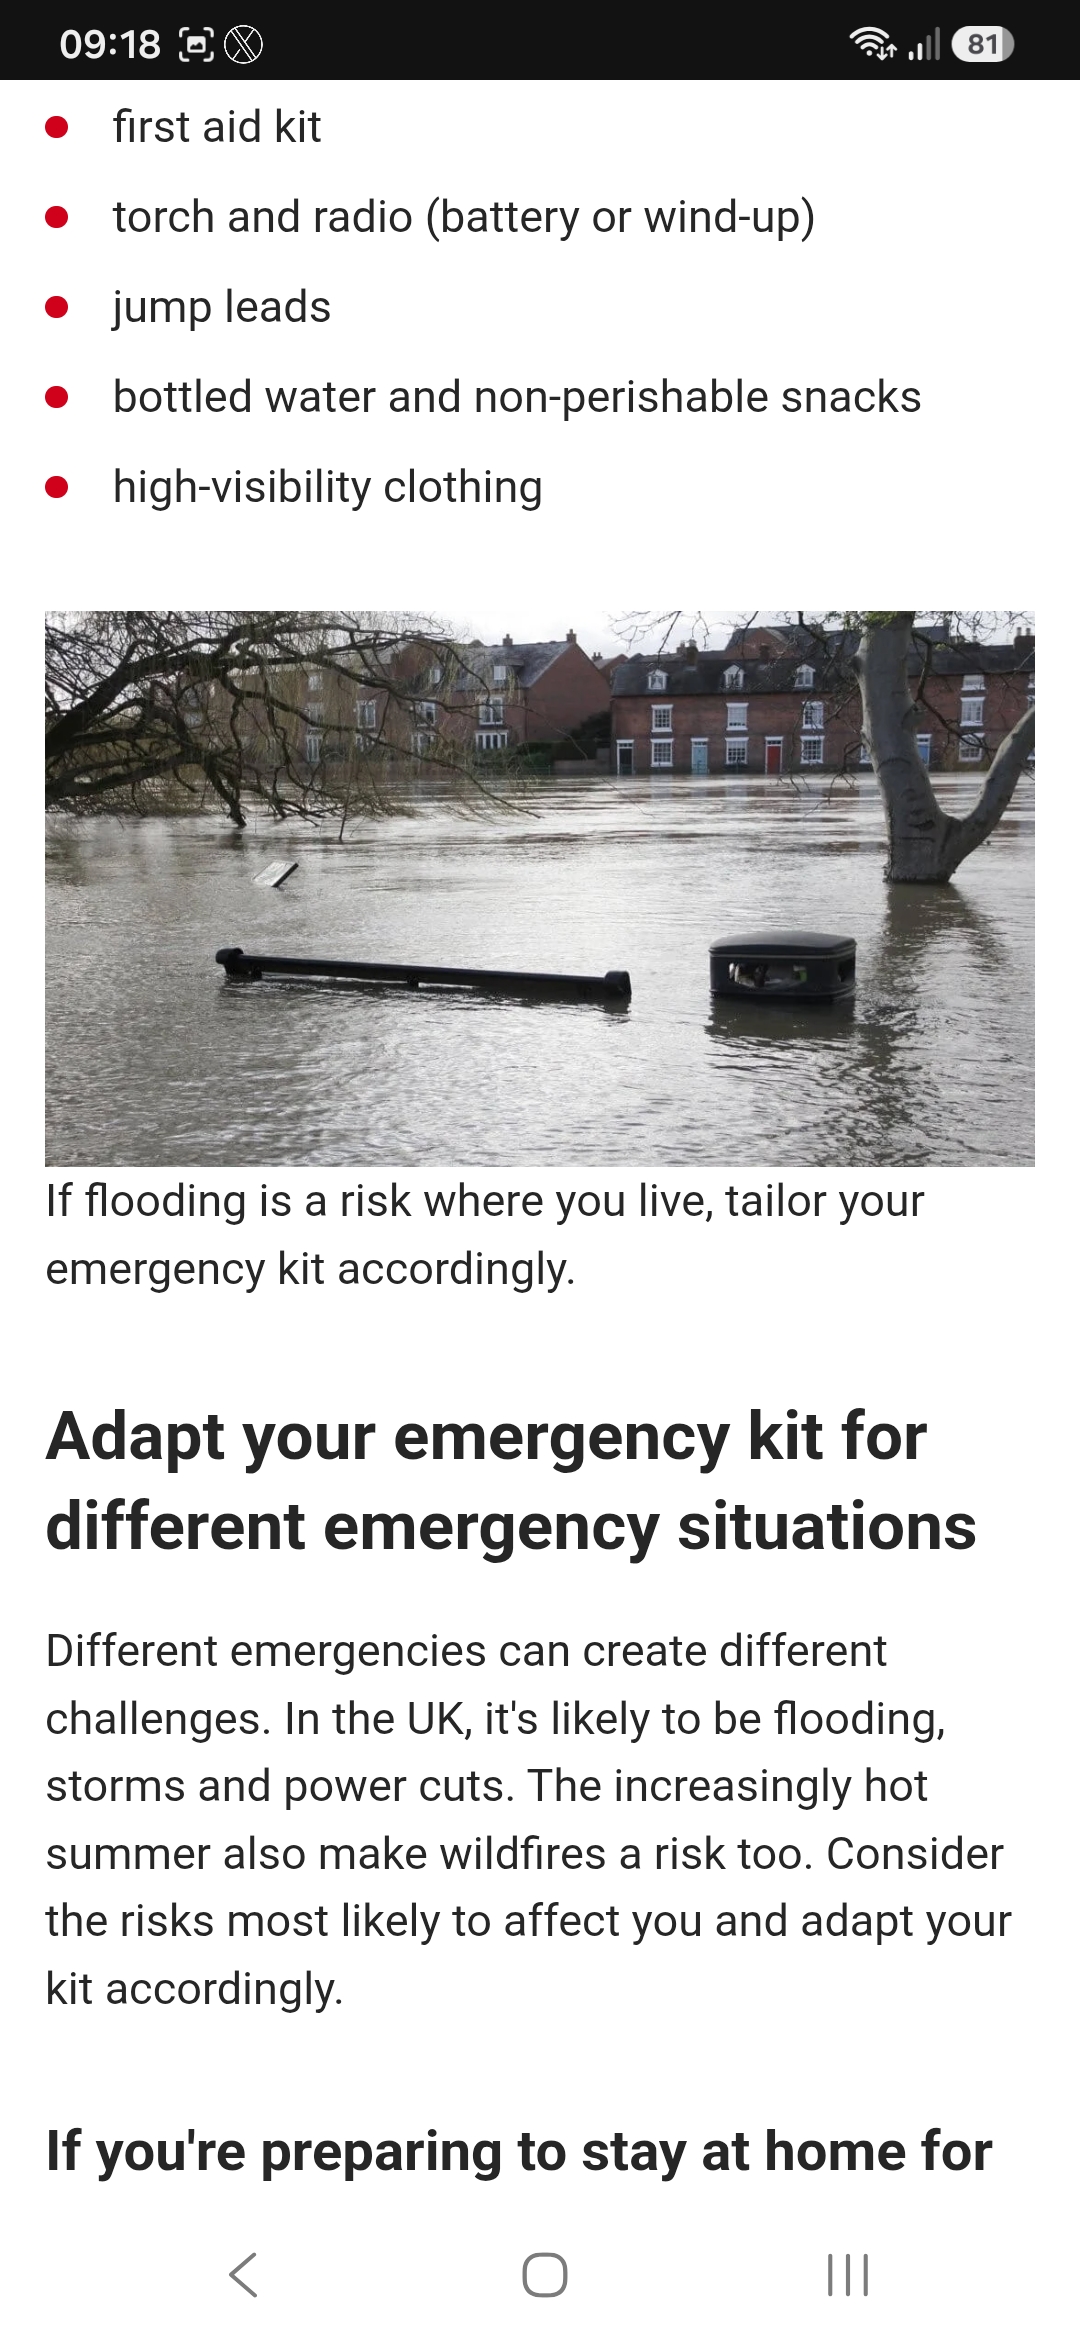 09:18
81
first aid kit
torch and radio (battery or wind-up)
jump leads
bottled water and non-perishable snacks
high-visibility clothing
If flooding is a risk where you live, tailor your
emergency kit accordingly.
Adapt your emergency kit for
different emergency situations
Different emergencies can create different
challenges. In the UK, it's likely to be flooding,
storms and power cuts. The increasingly hot
summer also make wildfires a risk too. Consider
the risks most likely to affect you and adapt your
kit accordingly.
If you're preparing to stay at home for